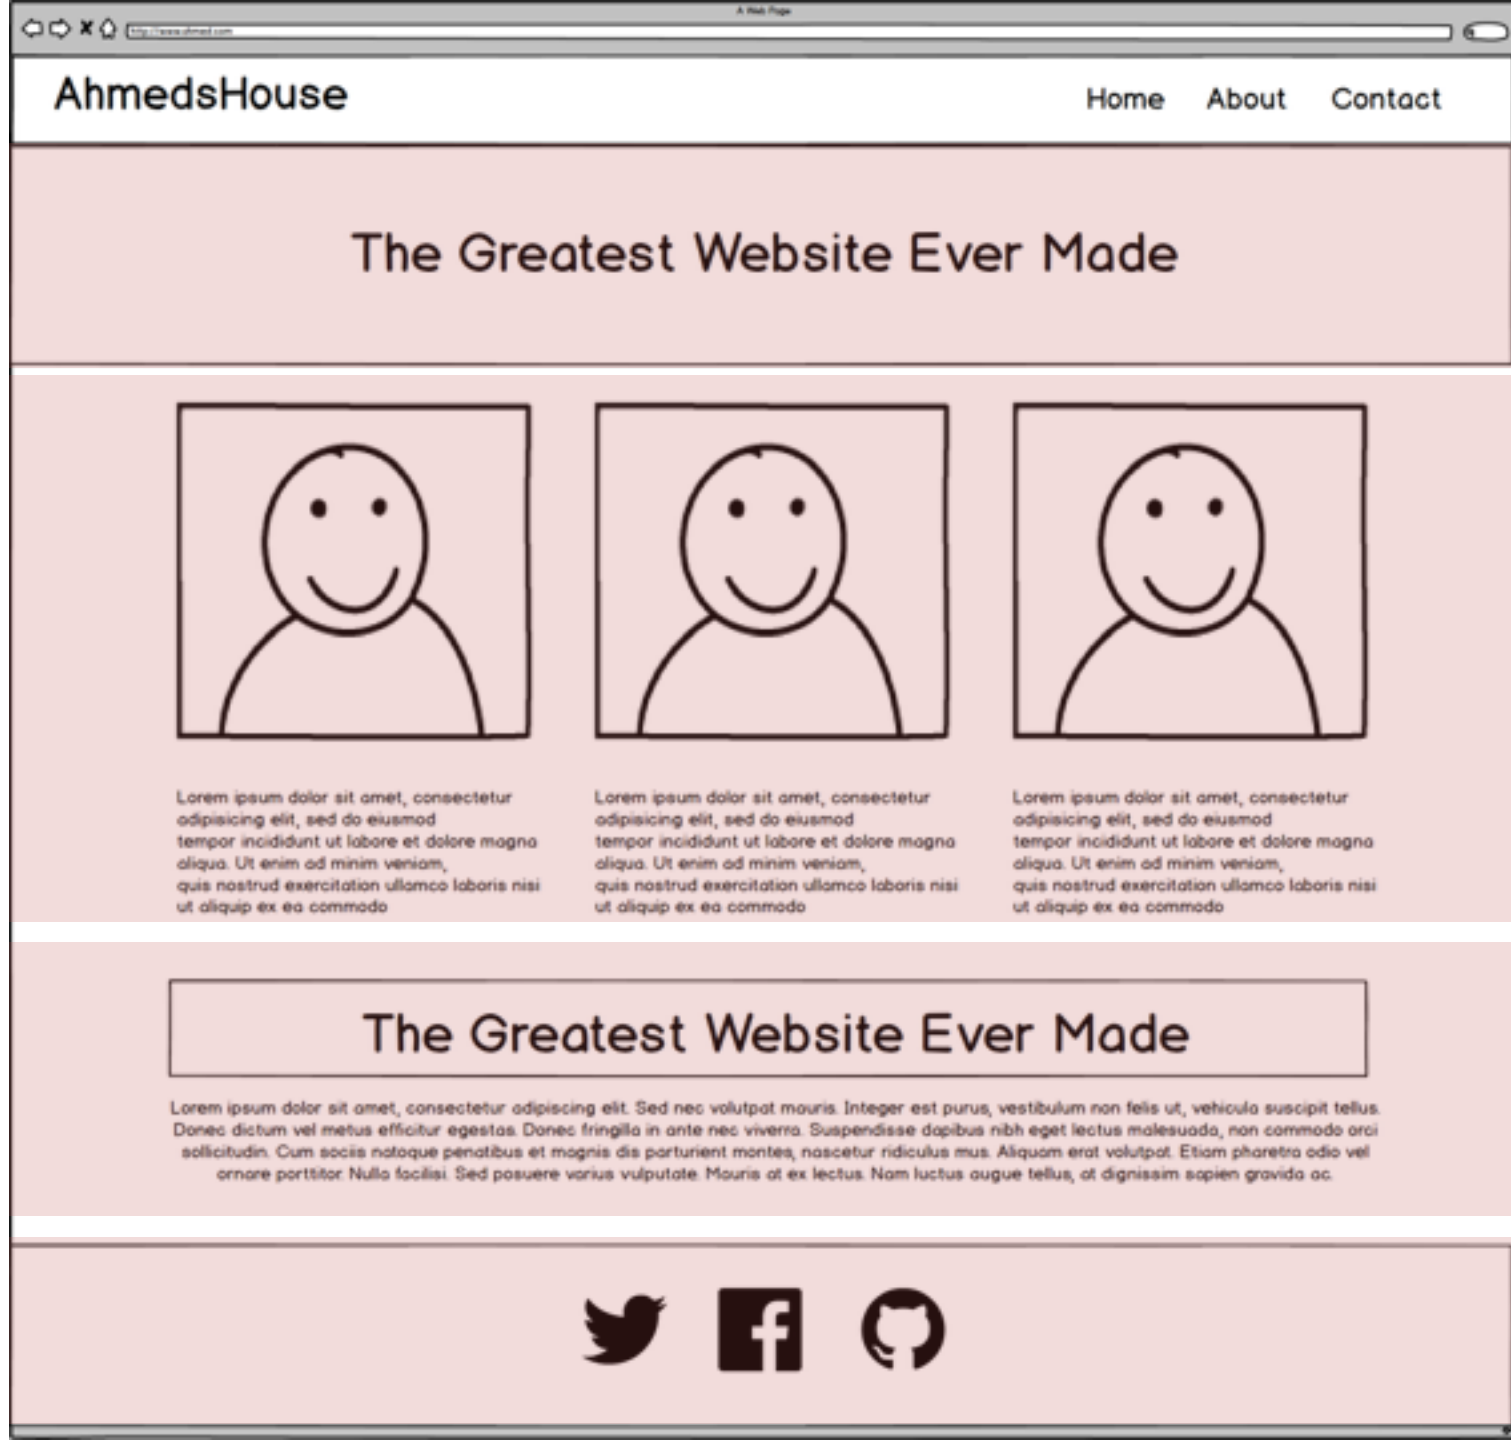 A Web Page
http://www.ahmed.com
AhmedsHouse
Home About Contact
The Greatest Website Ever Made
Lorem ipsum dolor sit amet, consectetur
adipisicing elit, sed do eiusmod
tempor incididunt ut labore et dolore magna
aliqua. Ut enim ad minim veniam,
quis nostrud exercitation ullamco laboris nisi
ut aliquip ex ea commodo
Lorem ipsum dolor sit amet, consectetur
adipisicing elit, sed do eiusmod
tempor incididunt ut labore et dolore magna
aliqua. Ut enim ad minim veniam,
quis nostrud exercitation ullamco laboris nisi
ut aliquip ex ea commodo
Lorem ipsum dolor sit amet, consectetur
adipisicing elit, sed do eiusmod
tempor incididunt ut labore et dolore magna
aliqua. Ut enim ad minim veniam,
quis nostrud exercitation ullamco laboris nisi
ut aliquip ex ea commodo
The Greatest Website Ever Made
Lorem ipsum dolor sit amet, consectetur adipiscing elit. Sed nec volutpat mauris. Integer est purus, vestibulum non felis ut, vehicula suscipit tellus.
Donec dictum vel metus efficitur egestas. Donec fringilla in ante nec viverra. Suspendisse dapibus nibh eget lectus malesuada, non commodo orci
sollicitudin. Cum sociis natoque penatibus et magnis dis parturient montes, nascetur ridiculus mus. Aliquam erat volutpat. Etiam pharetra odio vel
ornare porttitor. Nulla facilisi. Sed posuere varius vulputate. Mauris at ex lectus. Nam luctus augue tellus, at dignissim sapien gravida ac.